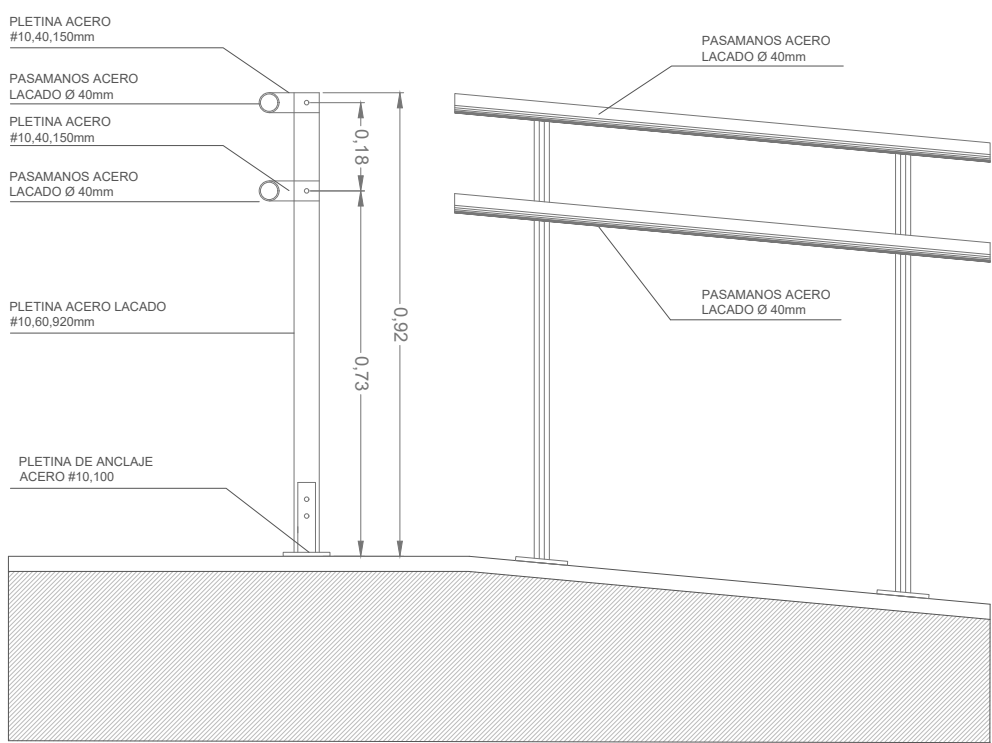 PLETINA ACERO
#10,40,150mm
PASAMANOS ACERO
LACADO Ø 40mm
PLETINA ACERO
#10,40,150mm
PASAMANOS ACERO
LACADO Ø 40mm
PLETINA ACERO LACADO
#10,60,920mm
PLETINA DE ANCLAJE
ACERO #10,100
0,18
0,73
0,92
PASAMANOS ACERO
LACADO Ø 40mm
PASAMANOS ACERO
LACADO Ø 40mm